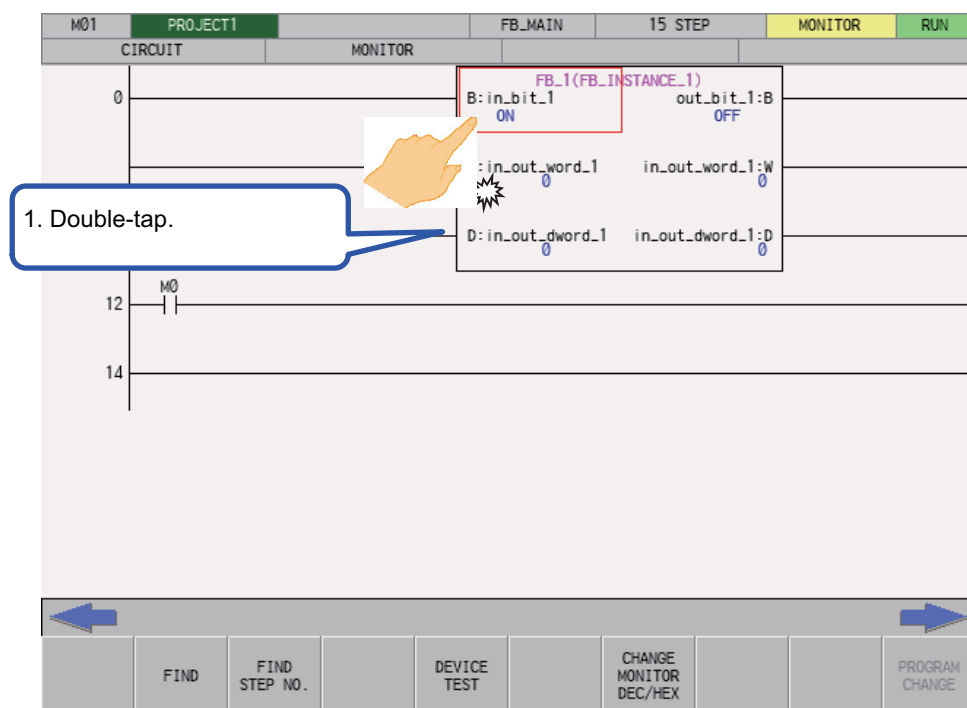 M01 PROJECT1 FB_MAIN 15 STEP MONITOR RUN
CIRCUIT MONITOR
FB_1(FB_INSTANCE_1)
0 B:in_bit_1 out_bit_1:B
ON OFF
:in_out_word_1 in_out_word_1:W
0 0
1. Double-tap.
D:in_out_dword_1 in_out_dword_1:D
0 0
M0
12
14
FIND
FIND STEP NO.
DEVICE TEST
CHANGE MONITOR DEC/HEX
PROGRAM CHANGE